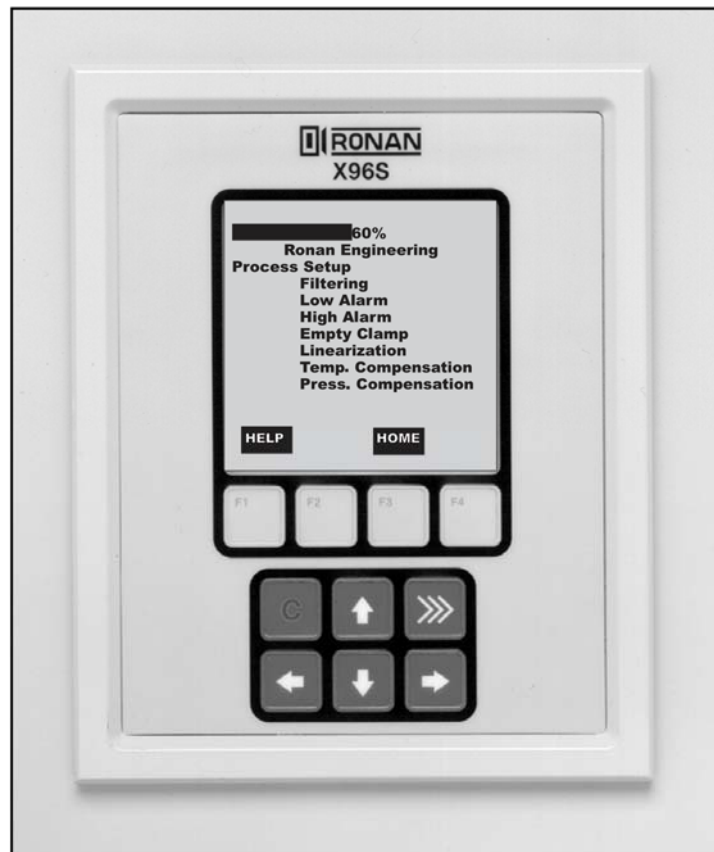 RONAN
X96S
60%
Ronan Engineering
Process Setup
Filtering
Low Alarm
High Alarm
Empty Clamp
Linearization
Temp. Compensation
Press. Compensation
HELP HOME
F1 F2 F3 F4
C